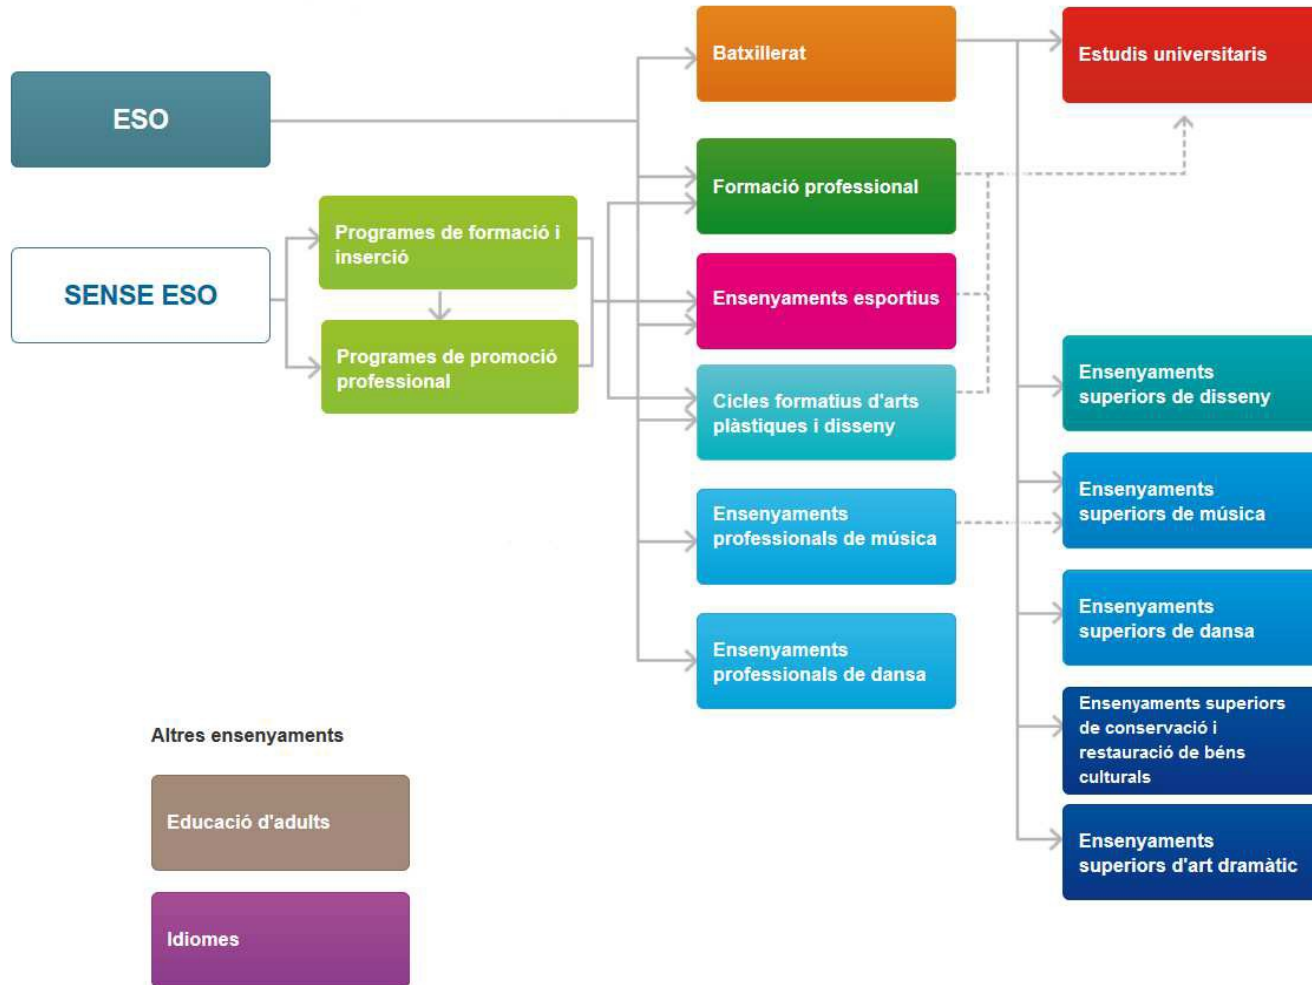 ESO
SENSE ESO
Programes de formació i
inserció
Programes de promoció
professional
Batxillerat
Formació professional
Ensenyaments esportius
Cicles formatius d'arts
plàstiques i disseny
Ensenyaments
professionals de música
Ensenyaments
professionals de dansa
Estudis universitaris
Ensenyaments
superiors de disseny
Ensenyaments
superiors de música
Ensenyaments
superiors de dansa
Ensenyaments superiors
de conservació i
restauració de béns
culturals
Ensenyaments
superiors d'art dramàtic
Altres ensenyaments
Educació d'adults
Idiomes